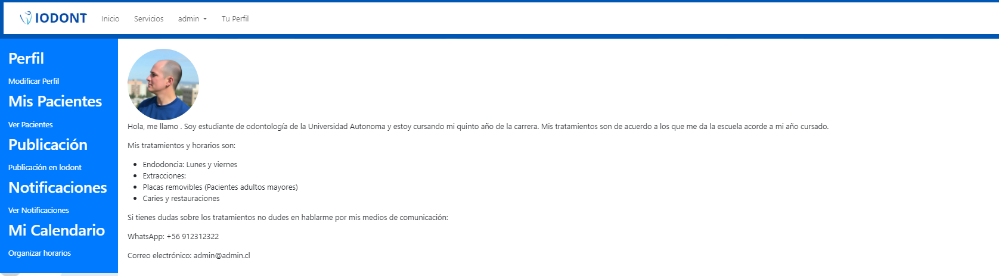 IODONT
Inicio
Servicios
admin
Tu Perfil
Perfil
Modificar Perfil
Mis Pacientes
Ver Pacientes
Publicación
Publicación en Iodont
Notificaciones
Ver Notificaciones
Mi Calendario
Organizar horarios
Hola, me llamo . Soy estudiante de odontología de la Universidad Autonoma y estoy cursando mi quinto año de la carrera. Mis tratamientos son de acuerdo a los que me da la escuela acorde a mi año cursado.
Mis tratamientos y horarios son:
Endodoncia: Lunes y viernes
Extracciones:
Placas removibles (Pacientes adultos mayores)
Caries y restauraciones
Si tienes dudas sobre los tratamientos no dudes en hablarme por mis medios de comunicación:
WhatsApp: +56 912312322
Correo electrónico: admin@admin.cl